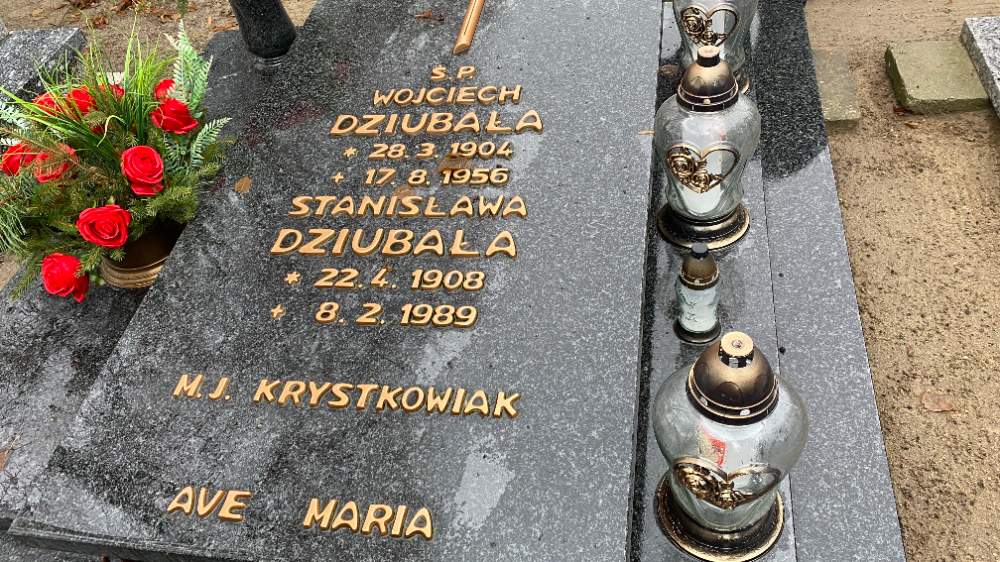 Ś.P.
WOJCIECH
DZIUBAŁA
* 28.3.1904
+ 17.8.1956
STANISŁAWA
DZIUBAŁA
* 22.4.1908
+ 8.2.1989
M.J. KRYSTKOWIAK
AVE MARIA